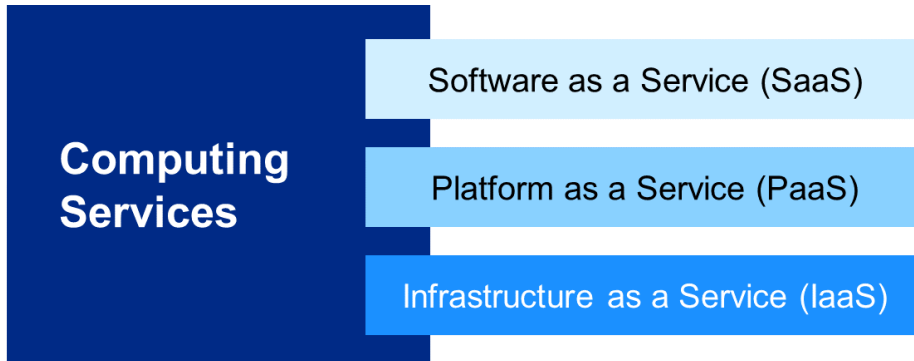 Computing
Services
Software as a Service (SaaS)
Platform as a Service (PaaS)
Infrastructure as a Service (IaaS)